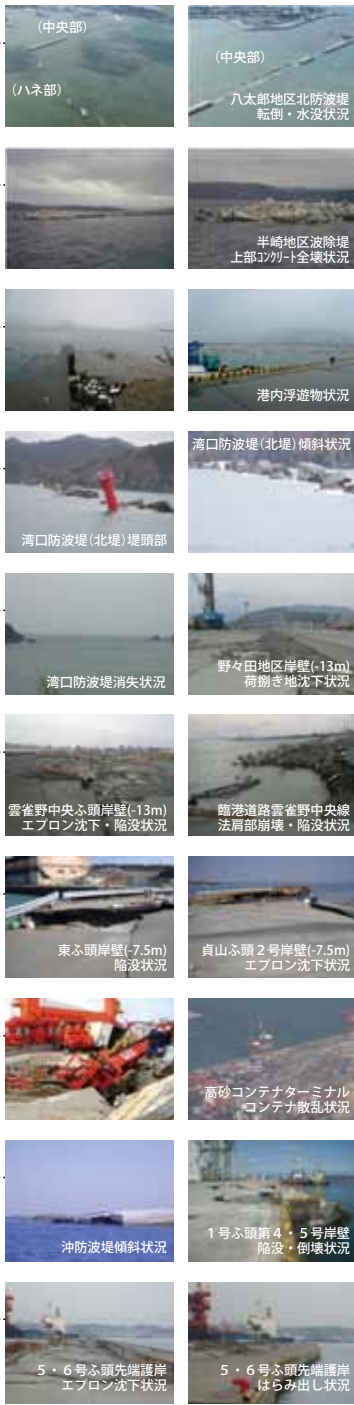 (中央部)
(ハネ部)
(中央部)
八太郎地区北防波堤
転倒・水没状況
半崎地区波除堤
上部コンクリート全壊状況
港内浮遊物状況
湾口防波堤(北堤)堤頭部
湾口防波堤(北堤)傾斜状況
湾口防波堤消失状況
野々田地区岸壁(-13m)
荷捌き地沈下状況
雲雀野中央ふ頭岸壁(-13m)
エプロン沈下・陥没状況
臨港道路雲雀野中央線
法肩部崩壊・陥没状況
東ふ頭岸壁(-7.5m)
陥没状況
貞山ふ頭2号岸壁(-7.5m)
エプロン沈下状況
高砂コンテナターミナル
コンテナ散乱状況
沖防波堤傾斜状況
1号ふ頭第4・5号岸壁
陥没・倒壊状況
5・6号ふ頭先端護岸
エプロン沈下状況
5・6号ふ頭先端護岸
はらみ出し状況